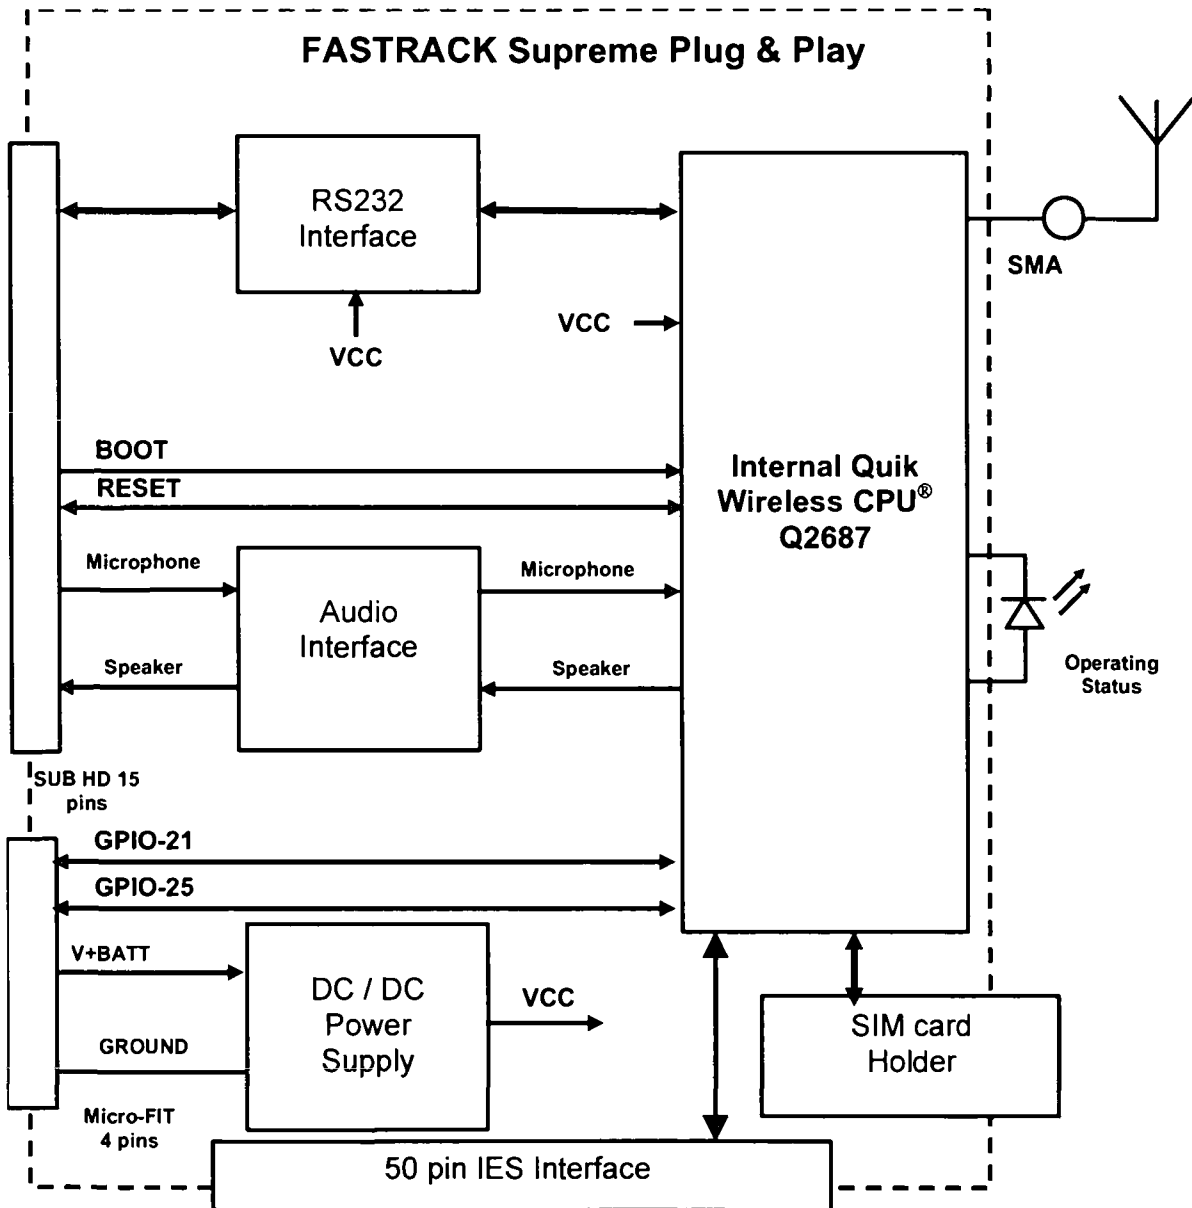 FASTRACK Supreme Plug & Play
RS232
Interface
VCC
VCC
SMA
BOOT
RESET
Internal Quik
Wireless CPU®
Q2687
Microphone
Microphone
Audio
Interface
Speaker
Speaker
Operating
Status
SUB HD 15
pins
GPIO-21
GPIO-25
V+BATT
DC / DC
Power
Supply
VCC
GROUND
SIM card
Holder
Micro-FIT
4 pins
50 pin IES Interface